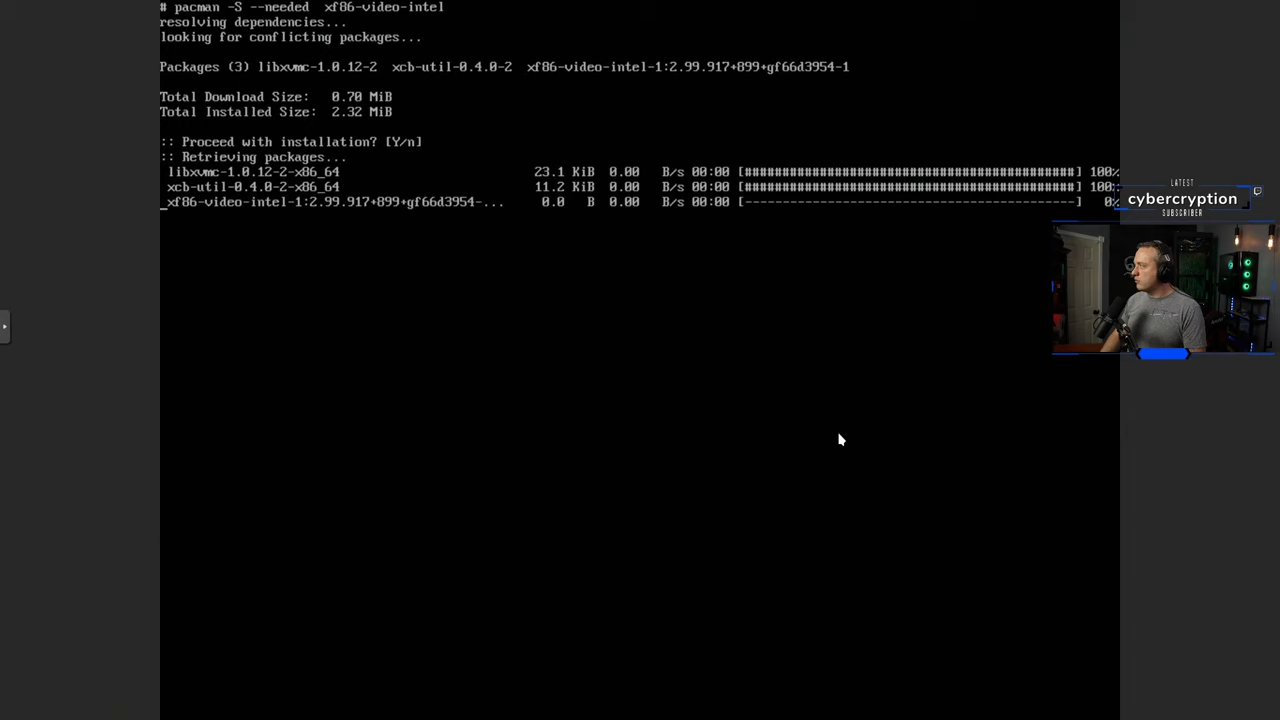 # pacman -S --needed  xf86-video-intel
resolving dependencies...
looking for conflicting packages...
Packages (3) libxvmc-1.0.12-2  xcb-util-0.4.0-2  xf86-video-intel-1:2.99.917+899+gf66d3954-1
Total Download Size:   0.70 MiB
Total Installed Size:  2.32 MiB
:: Proceed with installation? [Y/n]
:: Retrieving packages...
libxvmc-1.0.12-2-x86_64 23.1 KiB 0.00 B/s 00:00 [############################################] 100%
xcb-util-0.4.0-2-x86_64 11.2 KiB 0.00 B/s 00:00 [############################################] 100%
_xf86-video-intel-1:2.99.917+899+gf66d3954-... 0.0 B 0.00 B/s 00:00 [--------------------------------------------] 0%
LATEST
cybercryption
SUBSCRIBER